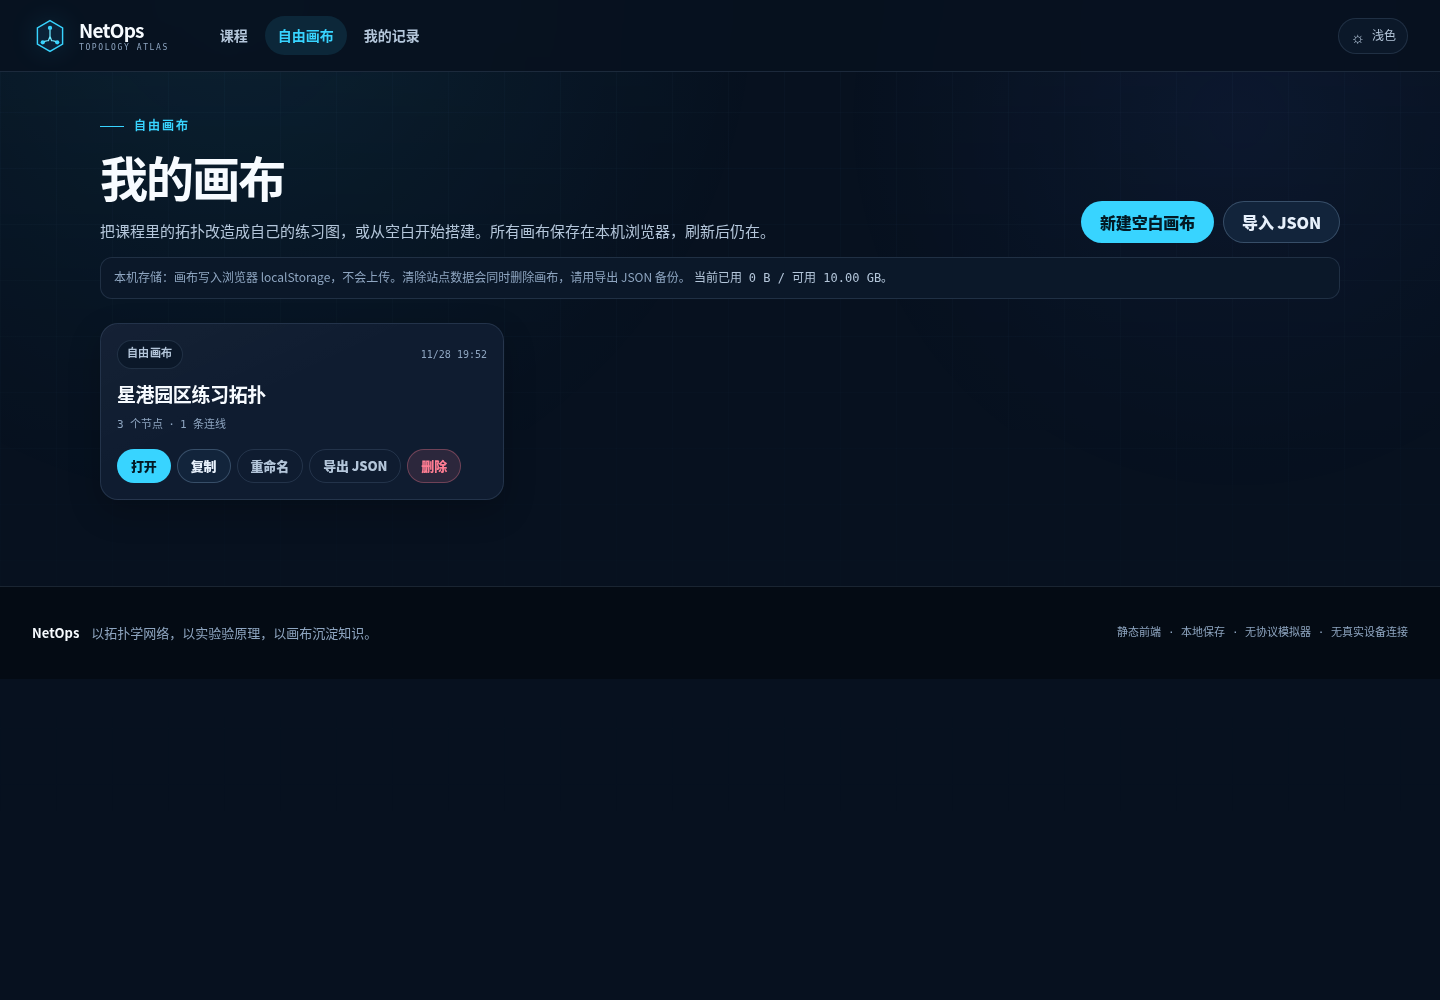 NetOps
TOPOLOGY ATLAS
课程
自由画布
我的记录
☼ 浅色
自由画布
我的画布
把课程里的拓扑改造成自己的练习图，或从空白开始搭建。所有画布保存在本机浏览器，刷新后仍在。
新建空白画布
导入 JSON
本机存储：画布写入浏览器 localStorage，不会上传。清除站点数据会同时删除画布，请用导出 JSON 备份。 当前已用 0 B / 可用 10.00 GB。
自由画布
11/28 19:52
星港园区练习拓扑
3 个节点 · 1 条连线
打开
复制
重命名
导出 JSON
删除
NetOps 以拓扑学网络，以实验验原理，以画布沉淀知识。
静态前端 · 本地保存 · 无协议模拟器 · 无真实设备连接